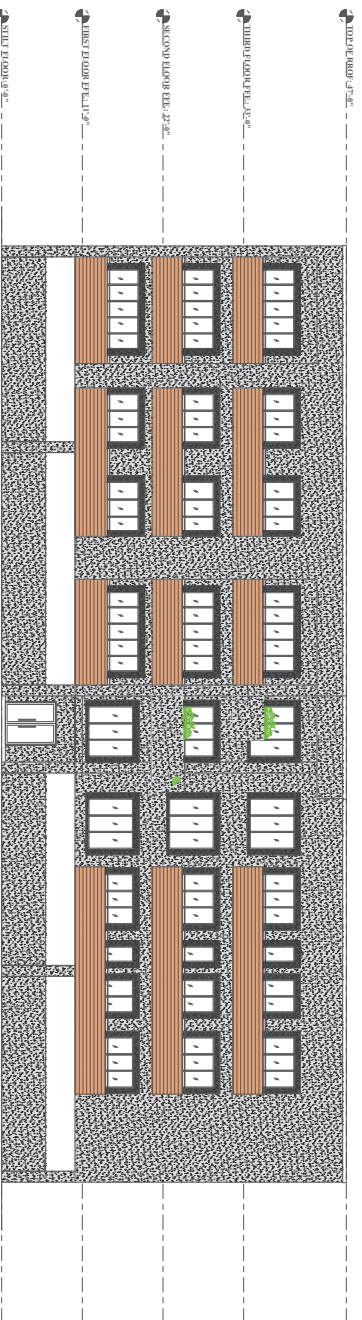 STILT FLOOR: 0'-0"
FIRST FLOOR FFL: 11'-0"
SECOND FLOOR FFL: 22'-0"
THIRD FLOOR FFL: 33'-0"
TOP OF ROOF: 47'-0"